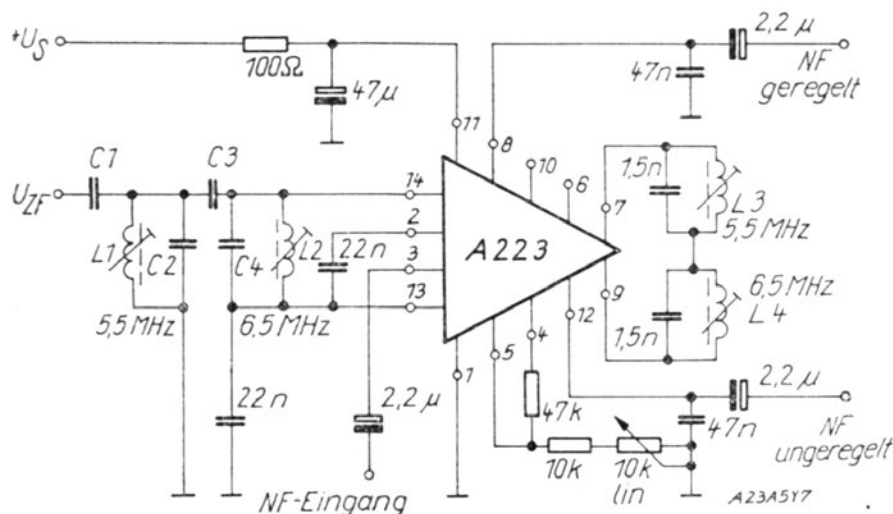 +U_S
100Ω
47µ
11
8
47n
2,2 µ
NF
geregelt
U_ZF
C1
C3
L1
C2
5,5 MHz
C4
L2
6,5 MHz
22n
22n
14
2
3
13
A223
10
6
7
9
12
4
5
1
1,5n
L3
5,5 MHz
6,5 MHz
L4
1,5n
2,2 µ
NF-Eingang
47k
10k
10k
lin
47n
2,2 µ
NF
ungeregelt
A23A5Y7